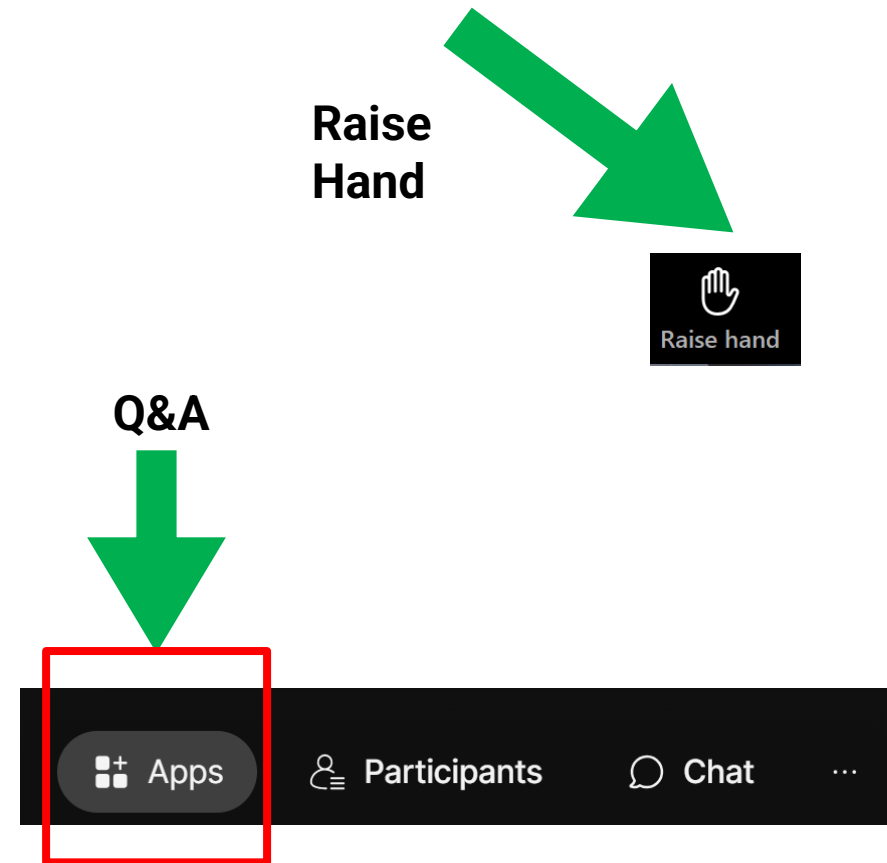 Raise
Hand
Raise hand
Q&A
Apps
Participants
Chat
...